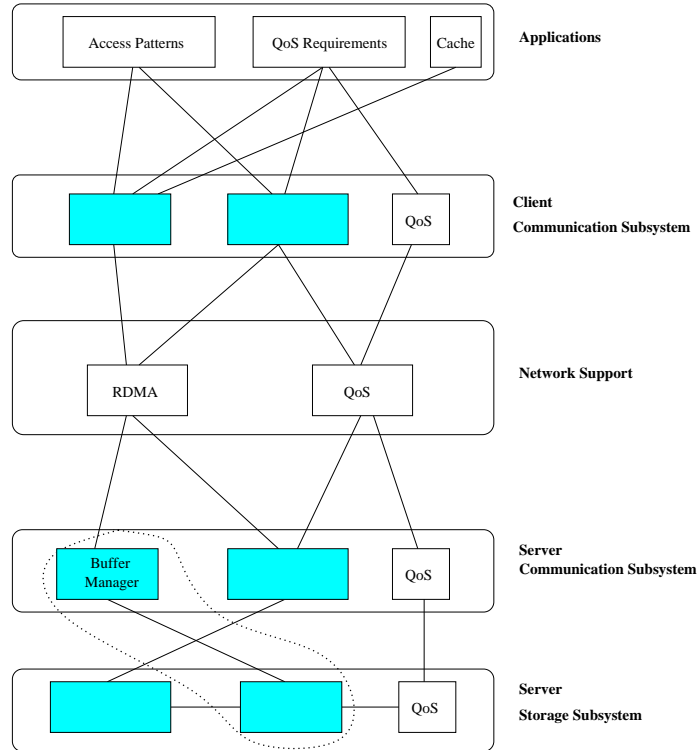 Access Patterns
QoS Requirements
Cache
Applications
Client
Communication Subsystem
QoS
RDMA
QoS
Network Support
Buffer
Manager
QoS
Server
Communication Subsystem
QoS
Server
Storage Subsystem